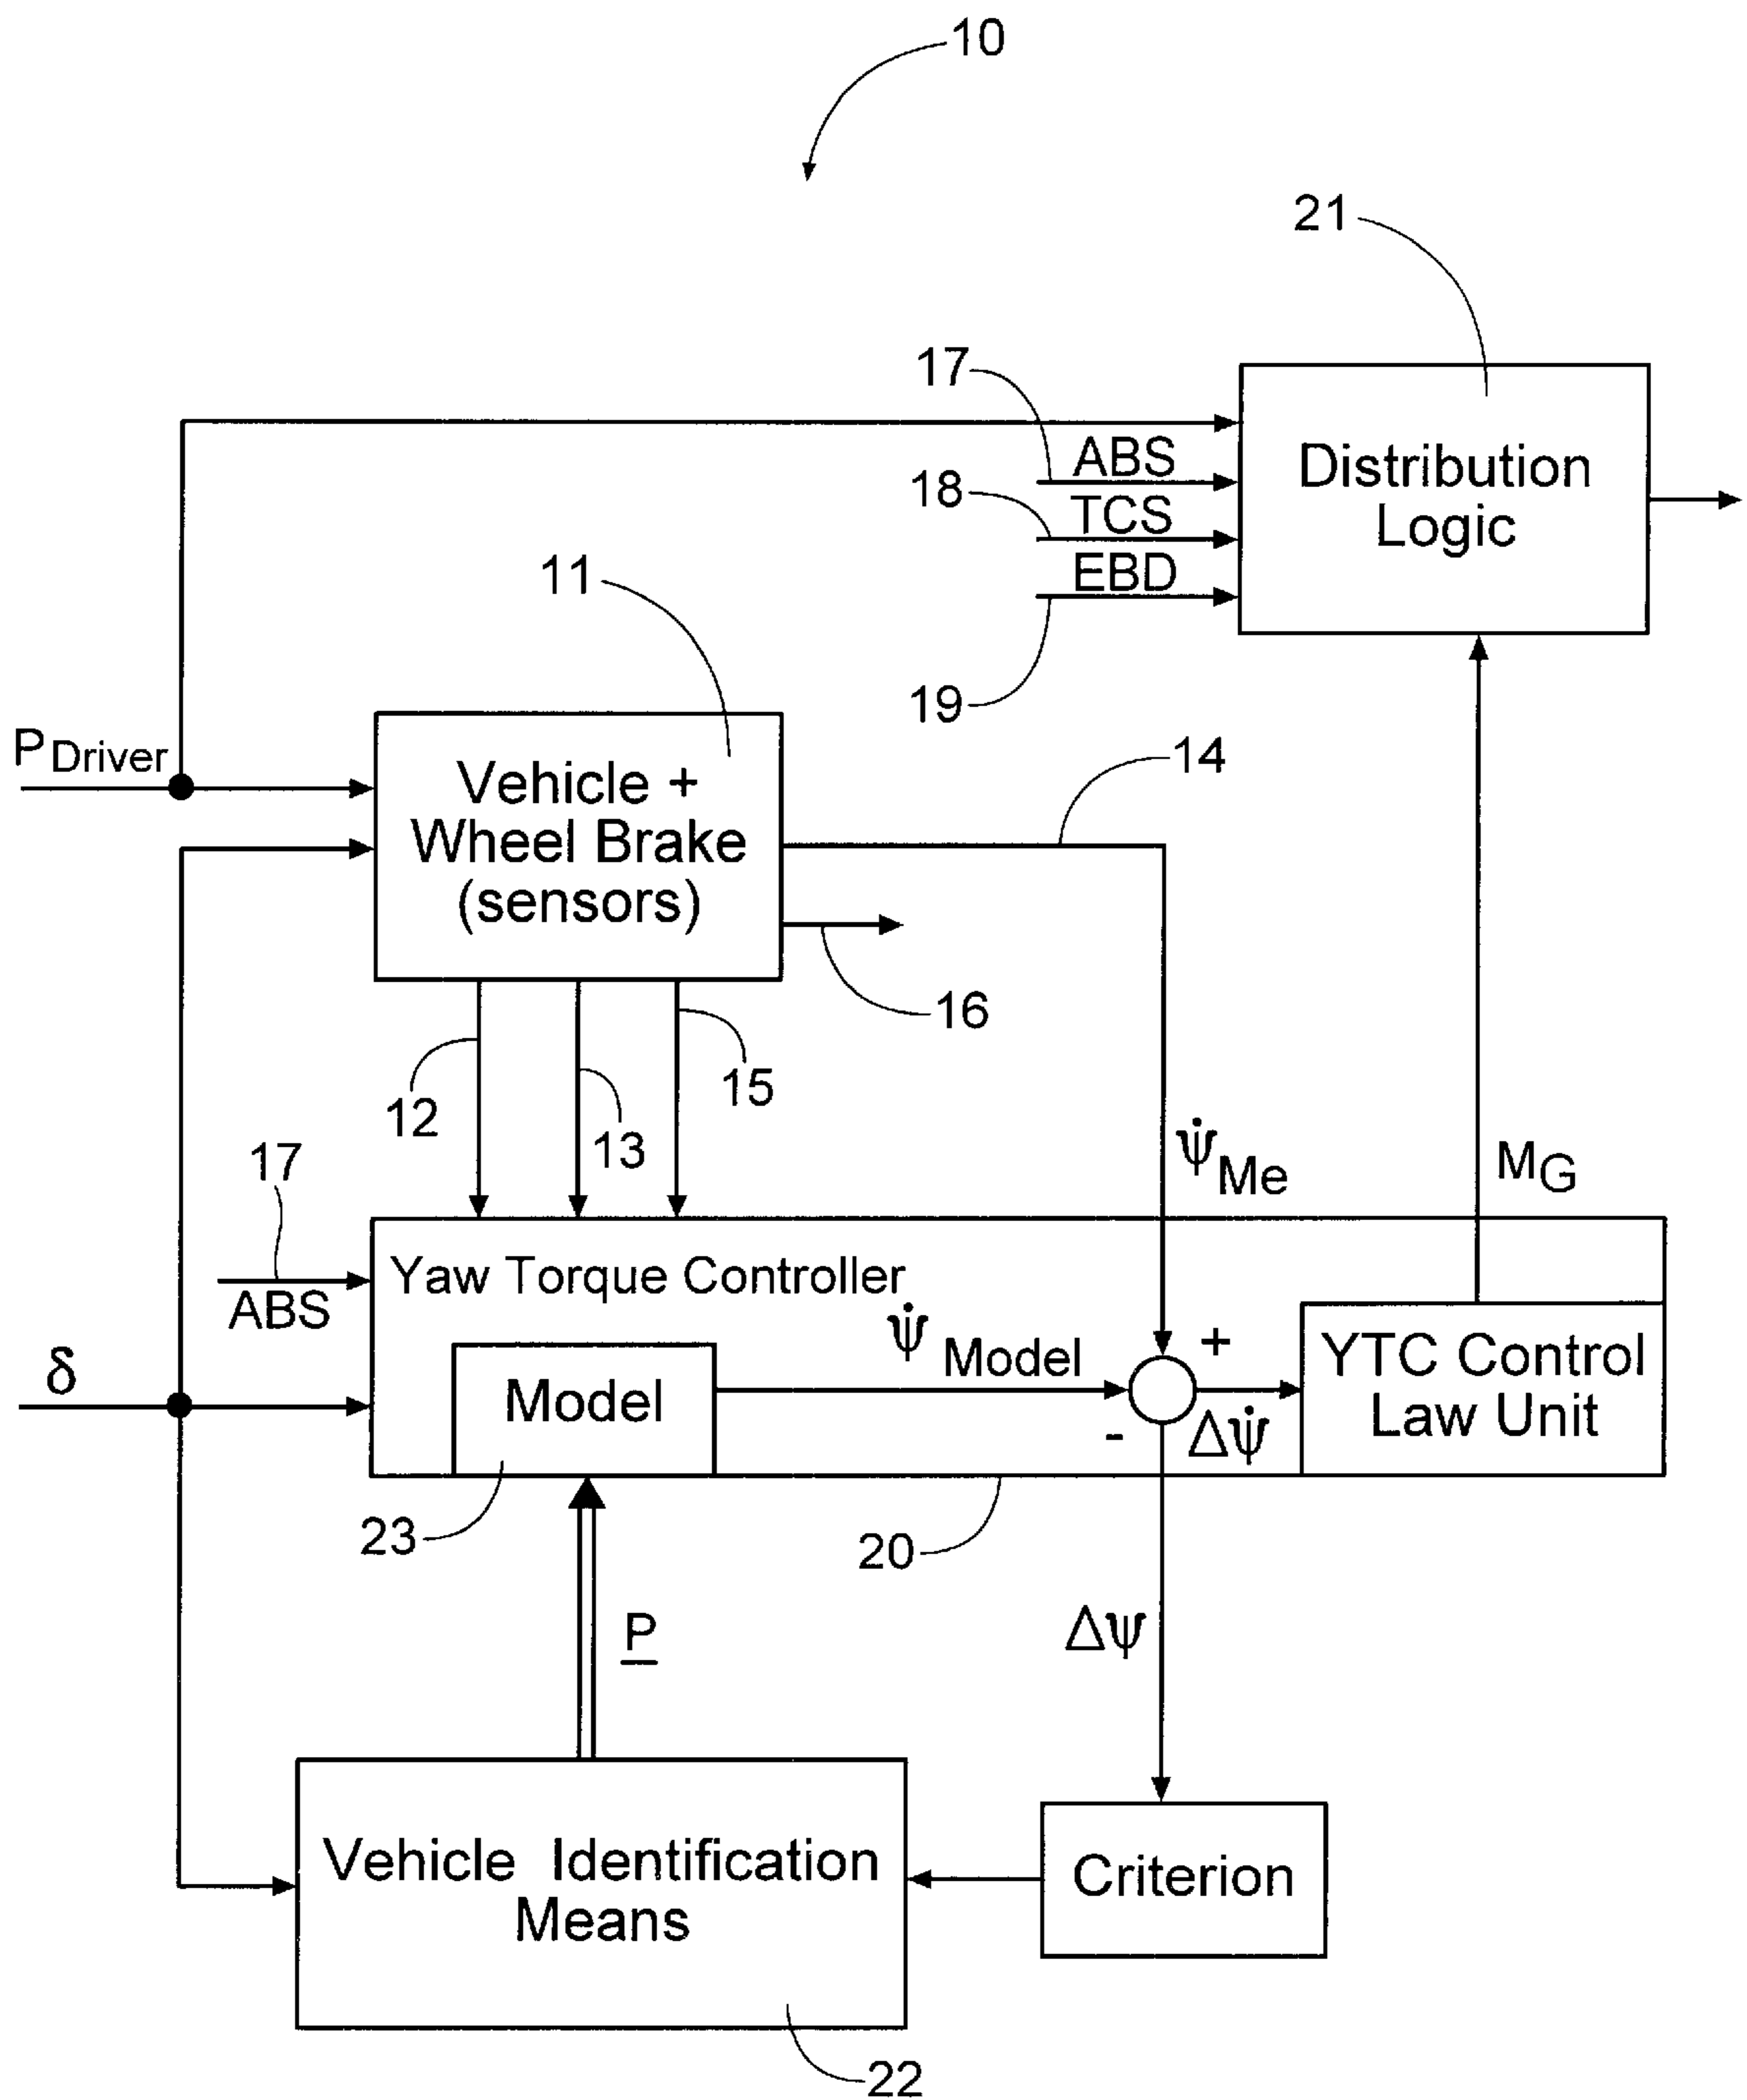 10
21
17
ABS
18
TCS
EBD
19
Distribution
Logic
11
P Driver
Vehicle +
Wheel Brake
(sensors)
14
16
12
13
15
ψ̇ Me
MG
17
ABS
Yaw Torque Controller
ψ̇ Model
+
-
Δψ̇
YTC Control
Law Unit
δ
Model
23
20
P
Δψ
Vehicle Identification
Means
Criterion
22